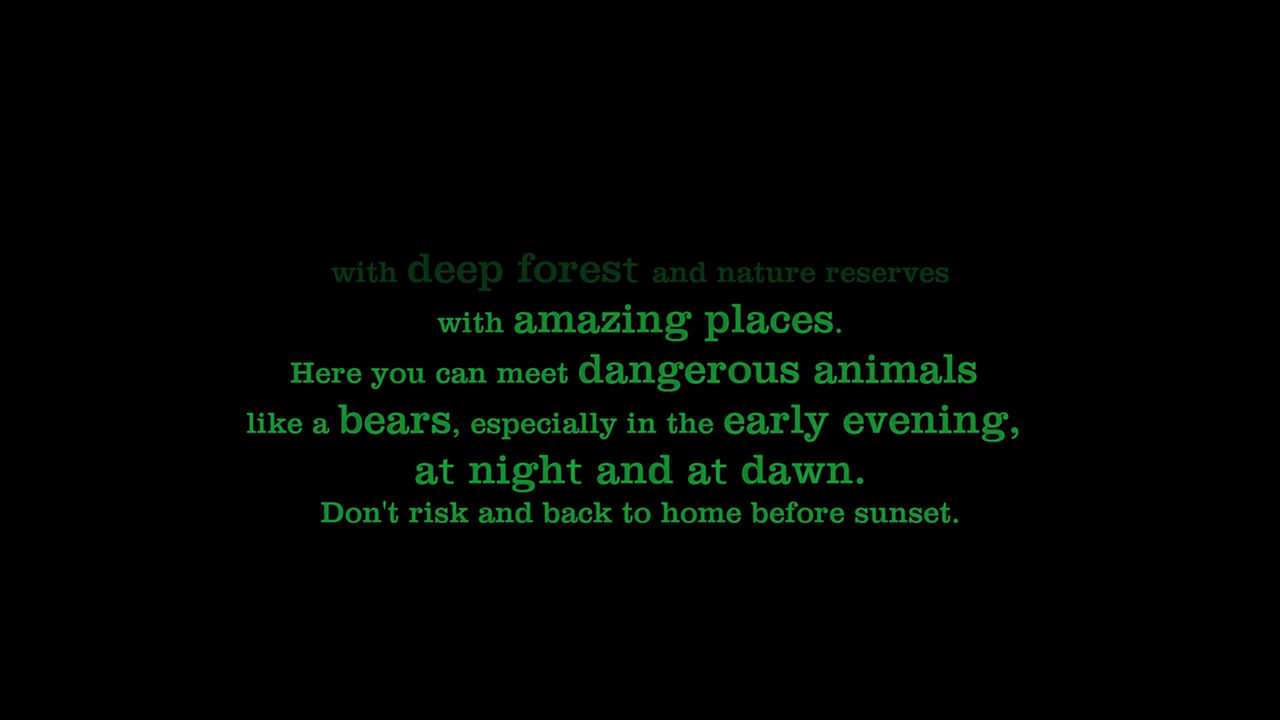 with deep forest and nature reserves
with amazing places.
Here you can meet dangerous animals
like a bears, especially in the early evening,
at night and at dawn.
Don't risk and back to home before sunset.